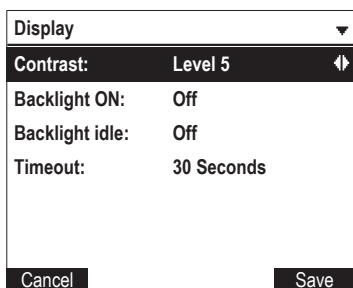 Display
Contrast: Level 5
Backlight ON: Off
Backlight idle: Off
Timeout: 30 Seconds
Cancel Save